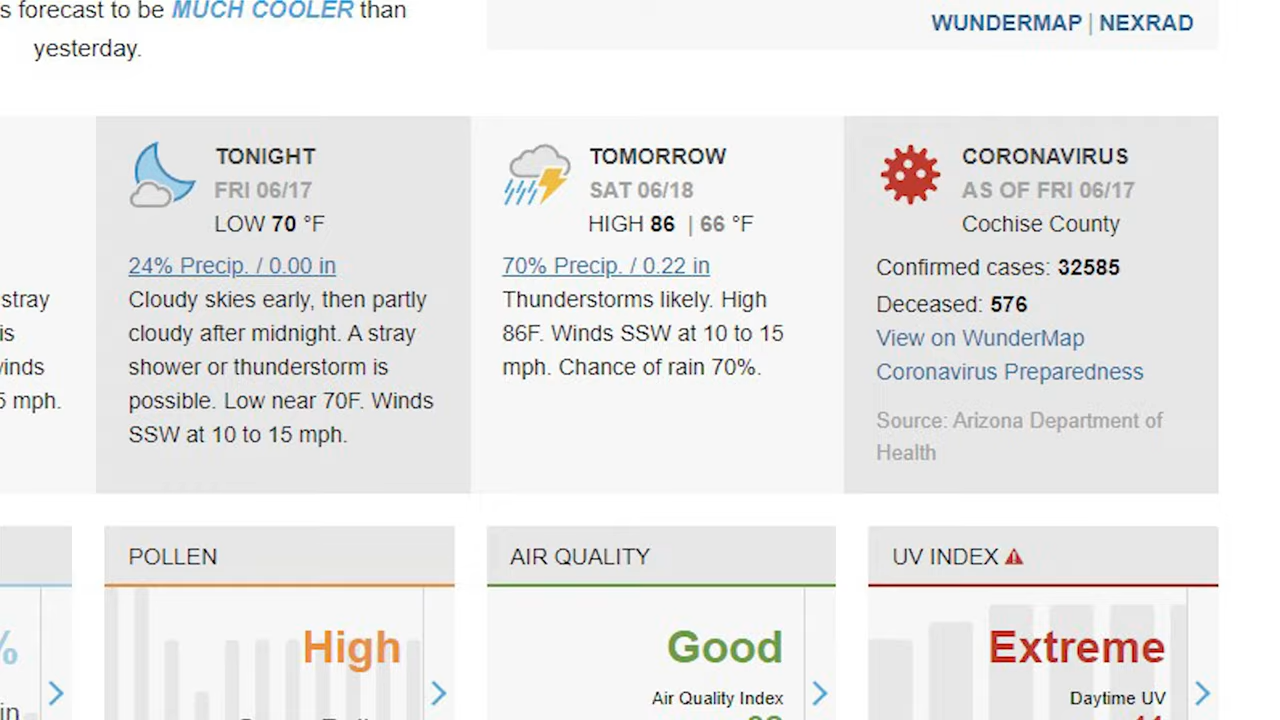 s forecast to be MUCH COOLER than
yesterday.
WUNDERMAP | NEXRAD
stray
is
inds
5 mph.
TONIGHT
FRI 06/17
LOW 70 °F
24% Precip. / 0.00 in
Cloudy skies early, then partly
cloudy after midnight. A stray
shower or thunderstorm is
possible. Low near 70F. Winds
SSW at 10 to 15 mph.
TOMORROW
SAT 06/18
HIGH 86 | 66 °F
70% Precip. / 0.22 in
Thunderstorms likely. High
86F. Winds SSW at 10 to 15
mph. Chance of rain 70%.
CORONAVIRUS
AS OF FRI 06/17
Cochise County
Confirmed cases: 32585
Deceased: 576
View on WunderMap
Coronavirus Preparedness
Source: Arizona Department of
Health
%
in
POLLEN
High
AIR QUALITY
Good
Air Quality Index
UV INDEX
Extreme
Daytime UV